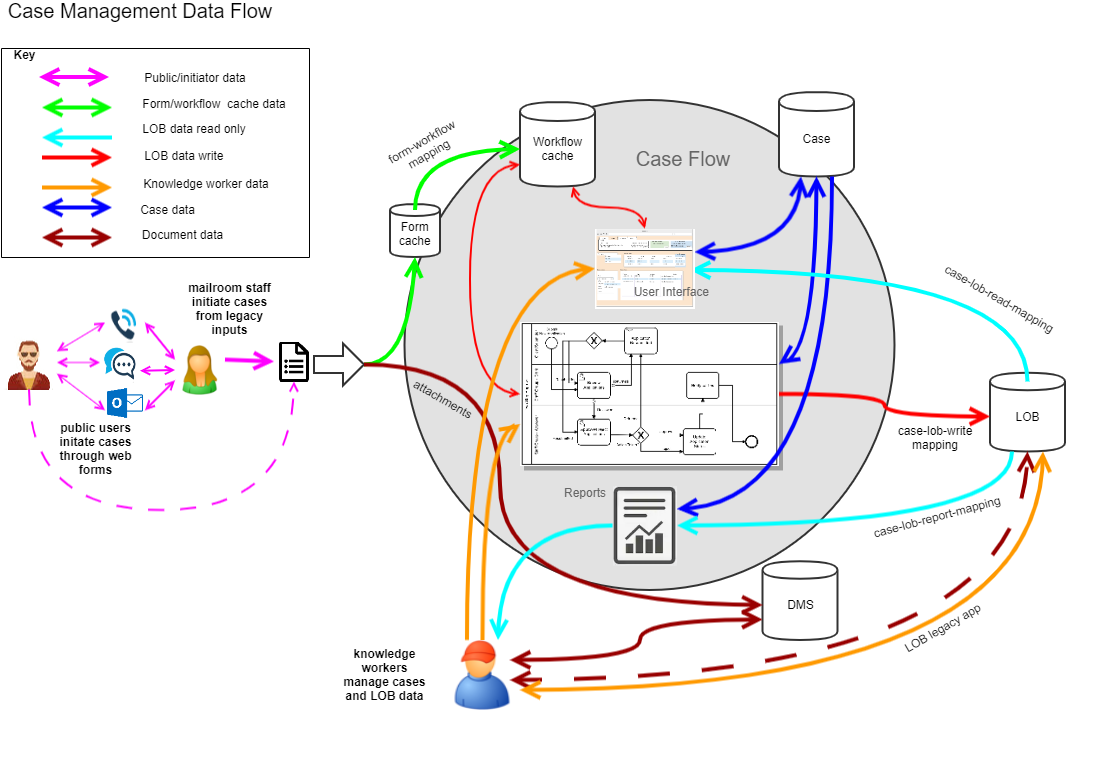 Case Management Data Flow
Key
Public/initiator data
Form/workflow cache data
LOB data read only
LOB data write
Knowledge worker data
Case data
Document data
form-workflow
mapping
Workflow
cache
Case Flow
Case
Form
cache
User Interface
case-lob-read-mapping
mailroom staff
initiate cases
from legacy
inputs
O
public users
initate cases
through web
forms
attachments
case-lob-write
mapping
LOB
Reports
case-lob-report-mapping
DMS
LOB legacy app
knowledge
workers
manage cases
and LOB data